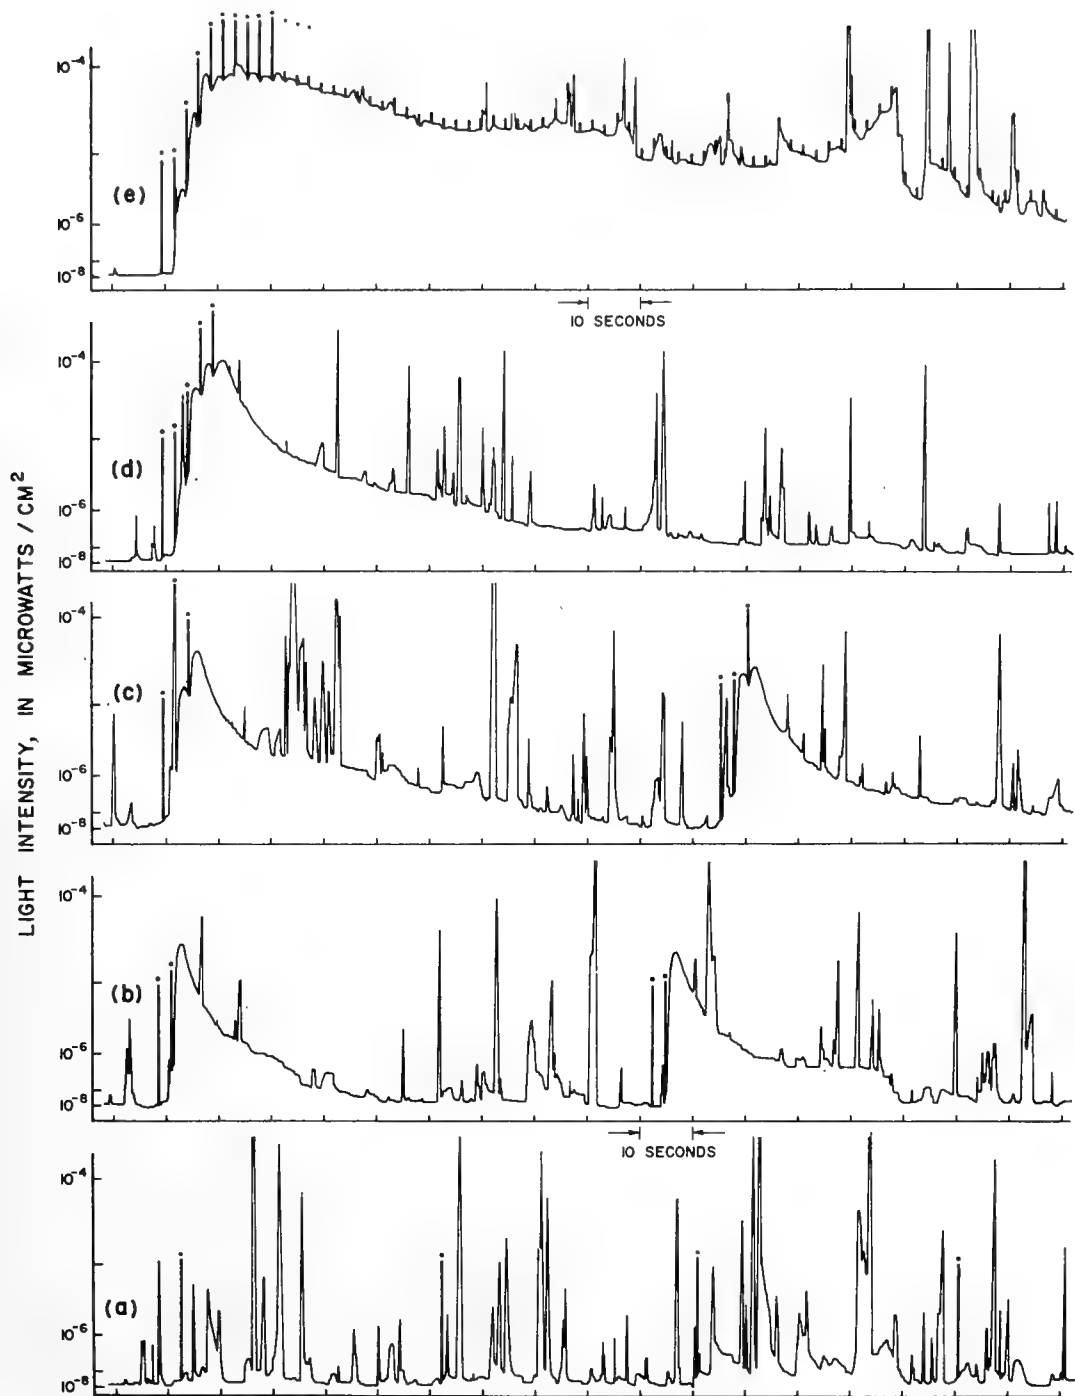 LIGHT INTENSITY, IN MICROWATTS / CM²
10⁻⁴
(e)
10⁻⁶
10⁻⁸
10 SECONDS
10⁻⁴
(d)
10⁻⁶
10⁻⁸
10⁻⁴
(c)
10⁻⁶
10⁻⁸
10⁻⁴
(b)
10⁻⁶
10⁻⁸
10 SECONDS
10⁻⁴
(a)
10⁻⁶
10⁻⁸